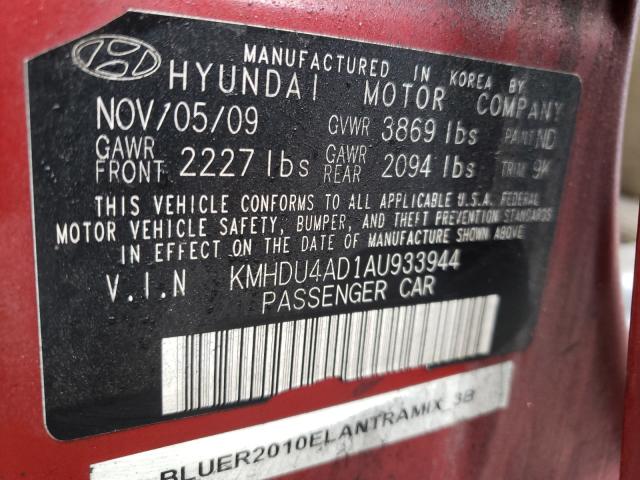 MANUFACTURED IN KOREA BY
HYUNDAI MOTOR COMPANY
NOV/05/09 GVWR 3869 lbs PAINT ND
GAWR FRONT 2227 lbs GAWR REAR 2094 lbs TRIM 9K
THIS VEHICLE CONFORMS TO ALL APPLICABLE U.S.A. FEDERAL
MOTOR VEHICLE SAFETY, BUMPER, AND THEFT PREVENTION STANDARDS
IN EFFECT ON THE DATE OF MANUFACTURE SHOWN ABOVE.
V.I.N KMHDU4AD1AU933944
PASSENGER CAR
BLUER2010ELANTRAMIX_3B